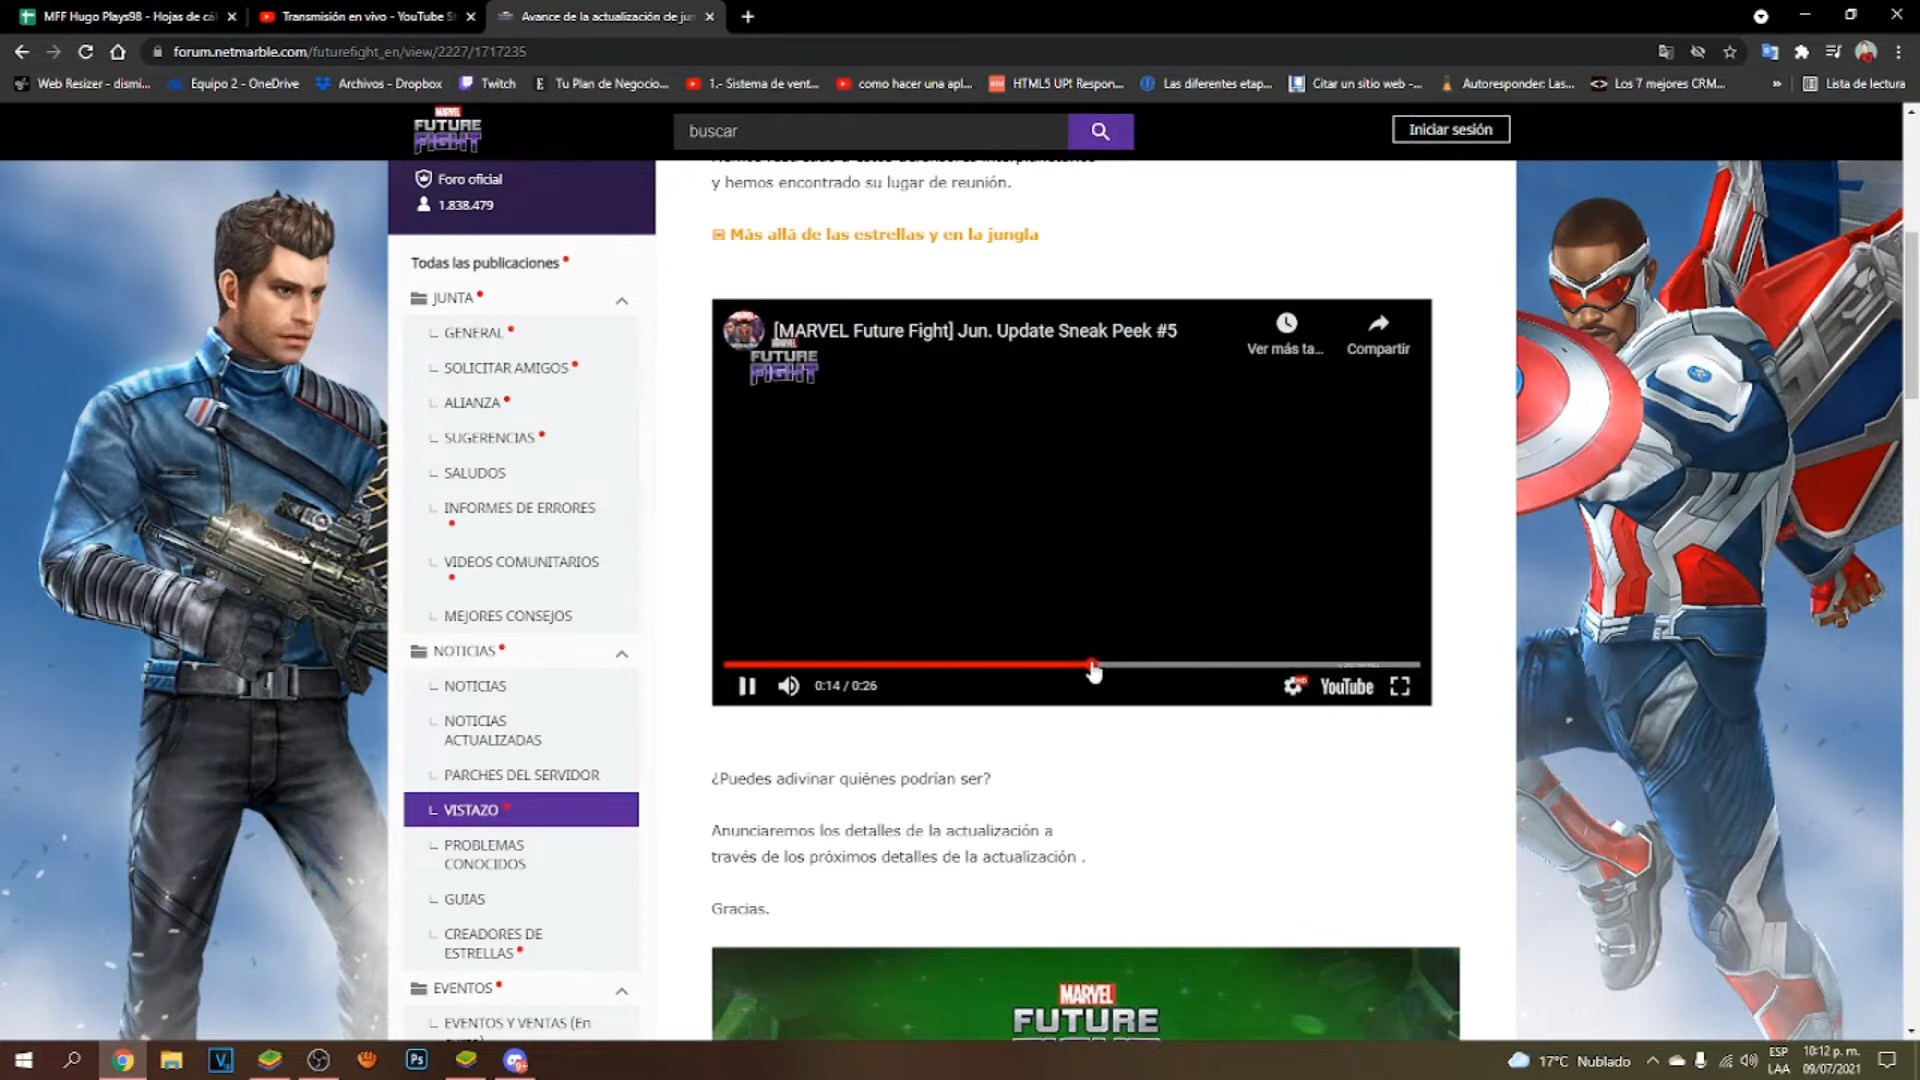 MFF Hugo Plays98 - Hojas de cál
Transmisión en vivo - YouTube S
Avance de la actualización de jun
forum.netmarble.com/futurefight_en/view/2227/1717235
Web Resizer - dismi...
Equipo 2 - OneDrive
Archivos - Dropbox
Twitch
Tu Plan de Negocio...
1.- Sistema de vent...
como hacer una apl...
HTML5 UP! Respon...
Las diferentes etap...
Citar un sitio web -...
Autoresponder: Las...
Los 7 mejores CRM...
»
Lista de lectura
MARVEL
FUTURE
FIGHT
buscar
Iniciar sesión
Foro oficial
1.838.479
y hemos encontrado su lugar de reunión.
Más allá de las estrellas y en la jungla
Todas las publicaciones
JUNTA
GENERAL
SOLICITAR AMIGOS
ALIANZA
SUGERENCIAS
SALUDOS
INFORMES DE ERRORES
VIDEOS COMUNITARIOS
MEJORES CONSEJOS
NOTICIAS
NOTICIAS
NOTICIAS
ACTUALIZADAS
PARCHES DEL SERVIDOR
VISTAZO
PROBLEMAS
CONOCIDOS
GUIAS
CREADORES DE
ESTRELLAS
EVENTOS
EVENTOS Y VENTAS (En
[MARVEL Future Fight] Jun. Update Sneak Peek #5
MARVEL
FUTURE
FIGHT
Ver más ta...
Compartir
0:14 / 0:26
HD
YouTube
¿Puedes adivinar quiénes podrían ser?
Anunciaremos los detalles de la actualización a
través de los próximos detalles de la actualización .
Gracias.
MARVEL
FUTURE
Ps
17°C Nublado
ESP
LAA
10:12 p. m.
09/07/2021